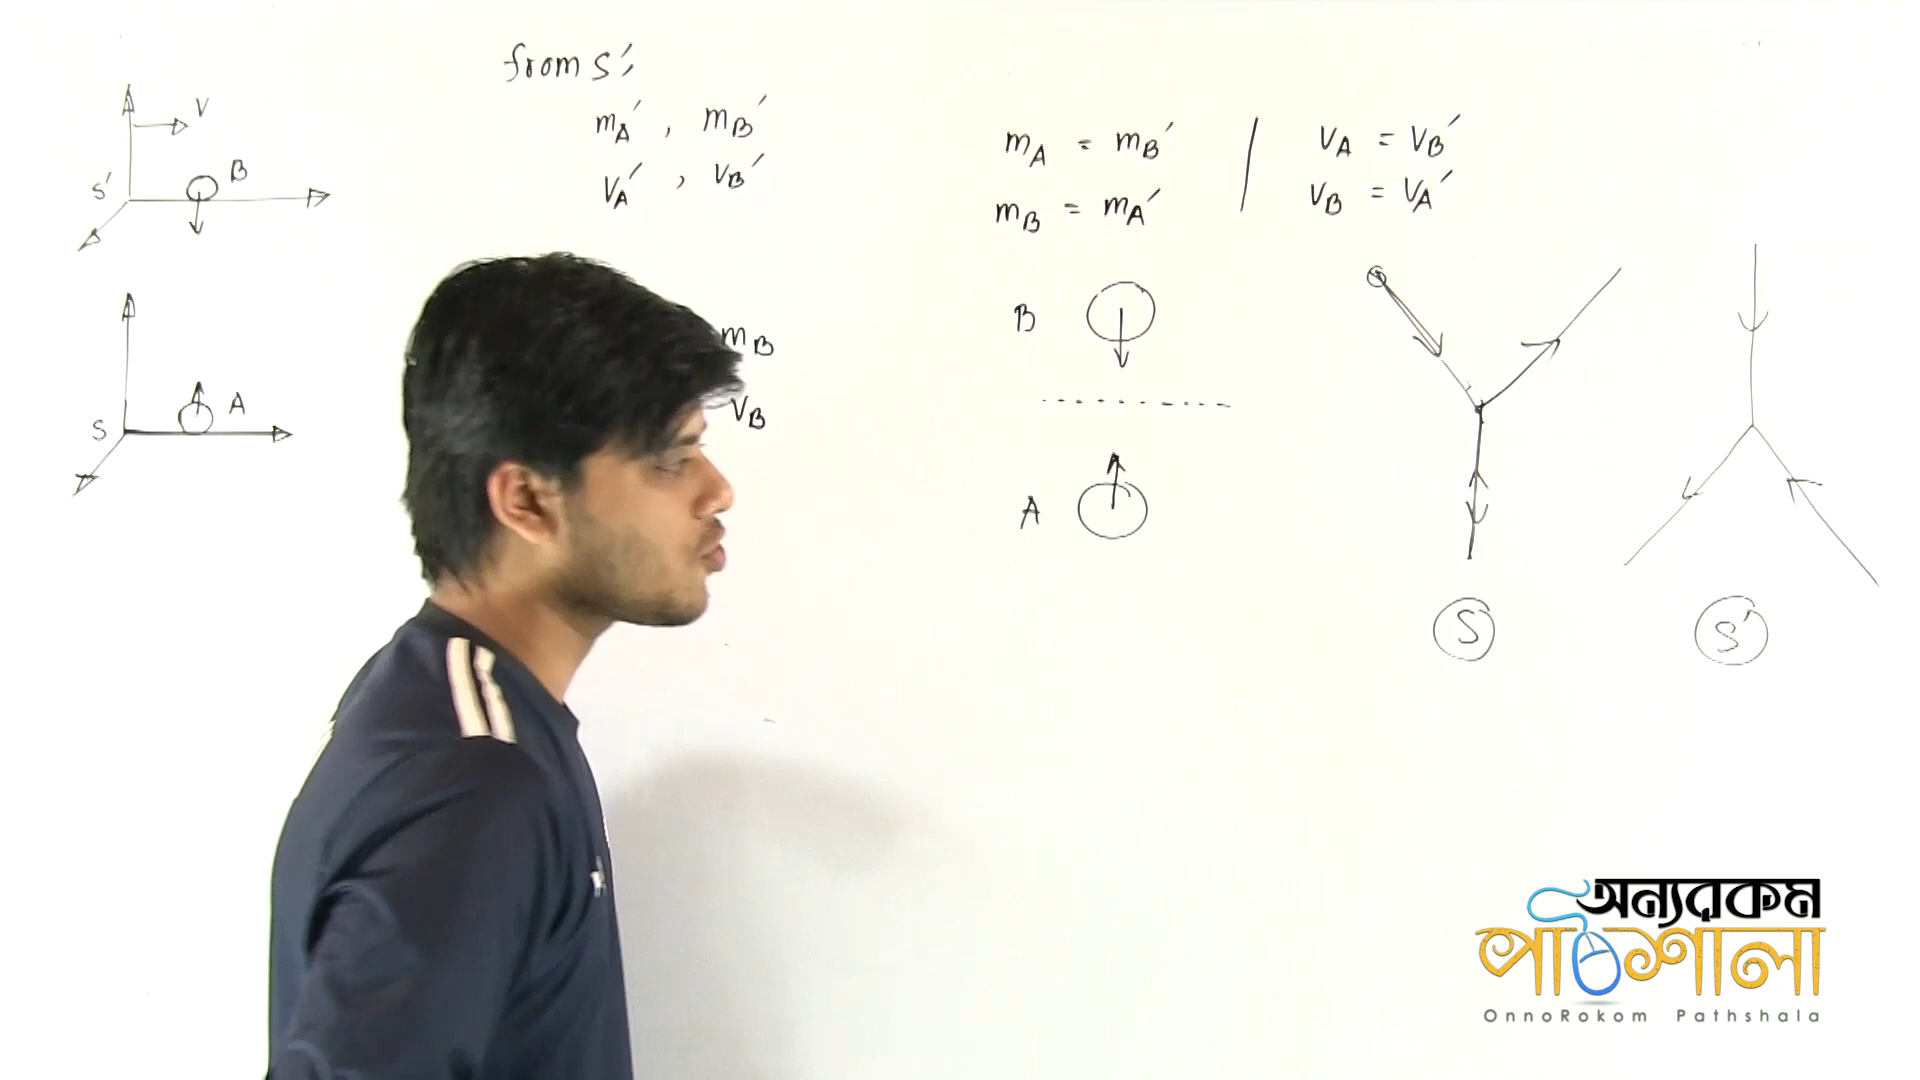 from S′,
m_A′ , m_B′
V_A′ , V_B′
V
B
S′
A
S
m_B
V_B
m_A = m_B′
m_B = m_A′
V_A = V_B′
V_B = V_A′
B
A
S
S′
অন্যরকম
পাঠশালা
OnnoRokom Pathshala